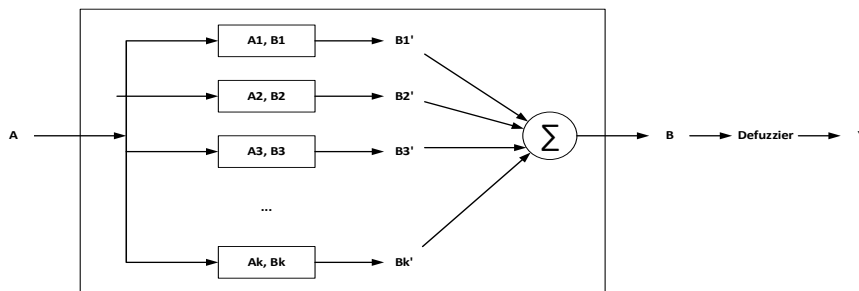 A1, B1 B1'
A2, B2 B2'
A B Defuzzier
A3, B3 B3'
∑
...
Ak, Bk Bk'